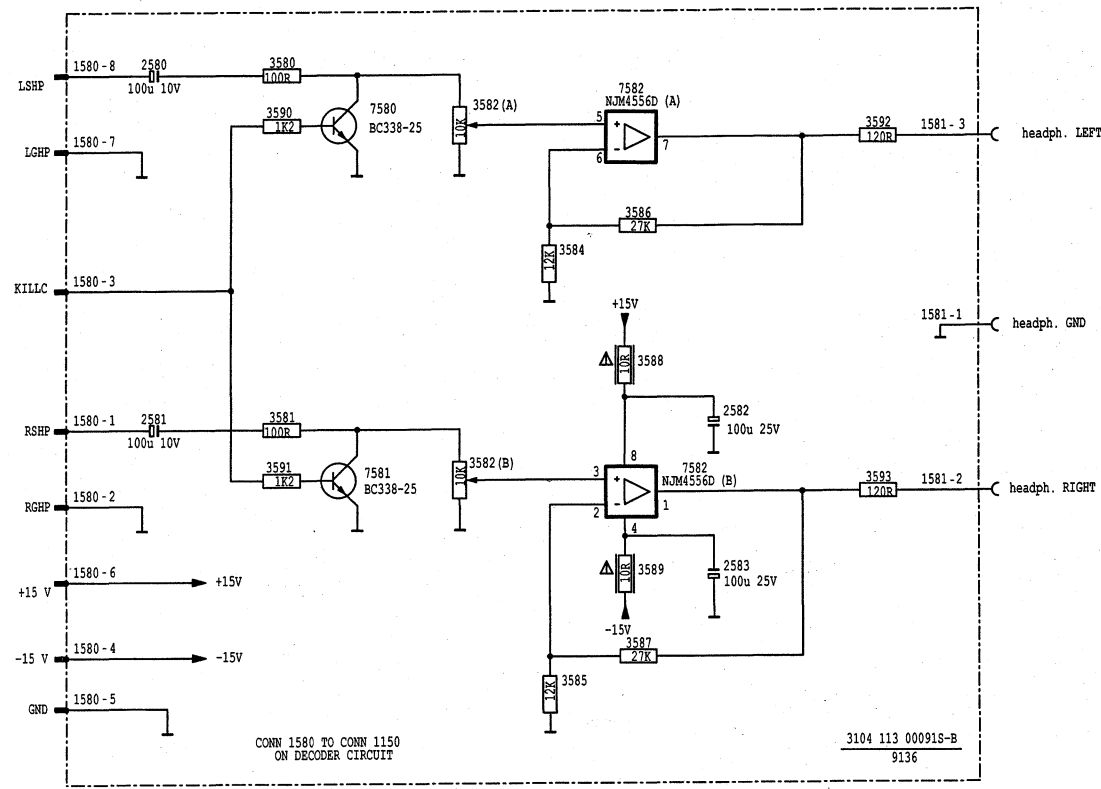 LSHP
1580-8
2580
100u 10V
3580
100R
3590
1K2
7580
BC338-25
3582(A)
10K
7582
NJM4556D (A)
5
+
6
-
7
3592
120R
1581-3
headph. LEFT
LGHP
1580-7
3586
27K
3584
12K
KILLC
1580-3
+15V
3588
10R
1581-1
headph. GND
RSHP
1580-1
2581
100u 10V
3581
100R
3591
1K2
7581
BC338-25
3582(B)
10K
2582
100u 25V
8
7582
NJM4556D (B)
3
+
2
-
1
4
3593
120R
1581-2
headph. RIGHT
RGHP
1580-2
3589
10R
-15V
2583
100u 25V
+15 V
1580-6
+15V
3587
27K
-15 V
1580-4
-15V
3585
12K
GND
1580-5
CONN 1580 TO CONN 1150
ON DECODER CIRCUIT
3104 113 00091S-B
9136